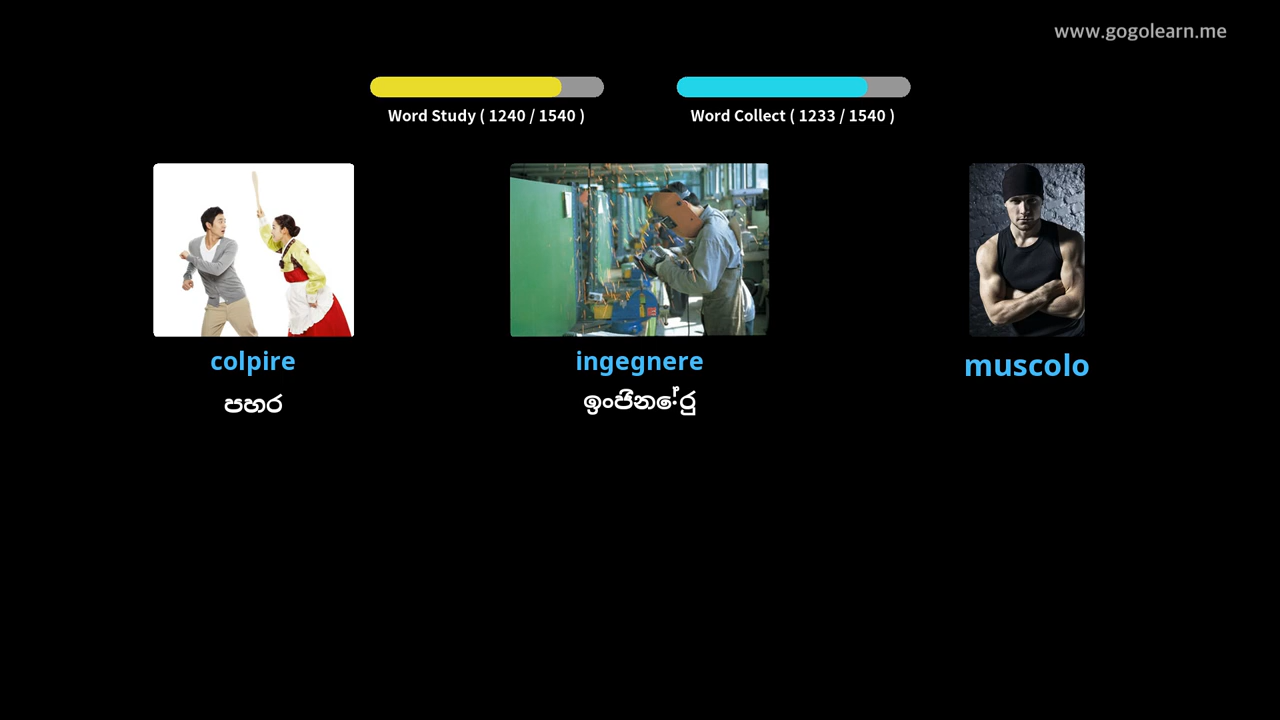 www.gogolearn.me
Word Study ( 1240 / 1540 )
Word Collect ( 1233 / 1540 )
colpire
ingegnere
muscolo
පහර
ඉංජිනේරු